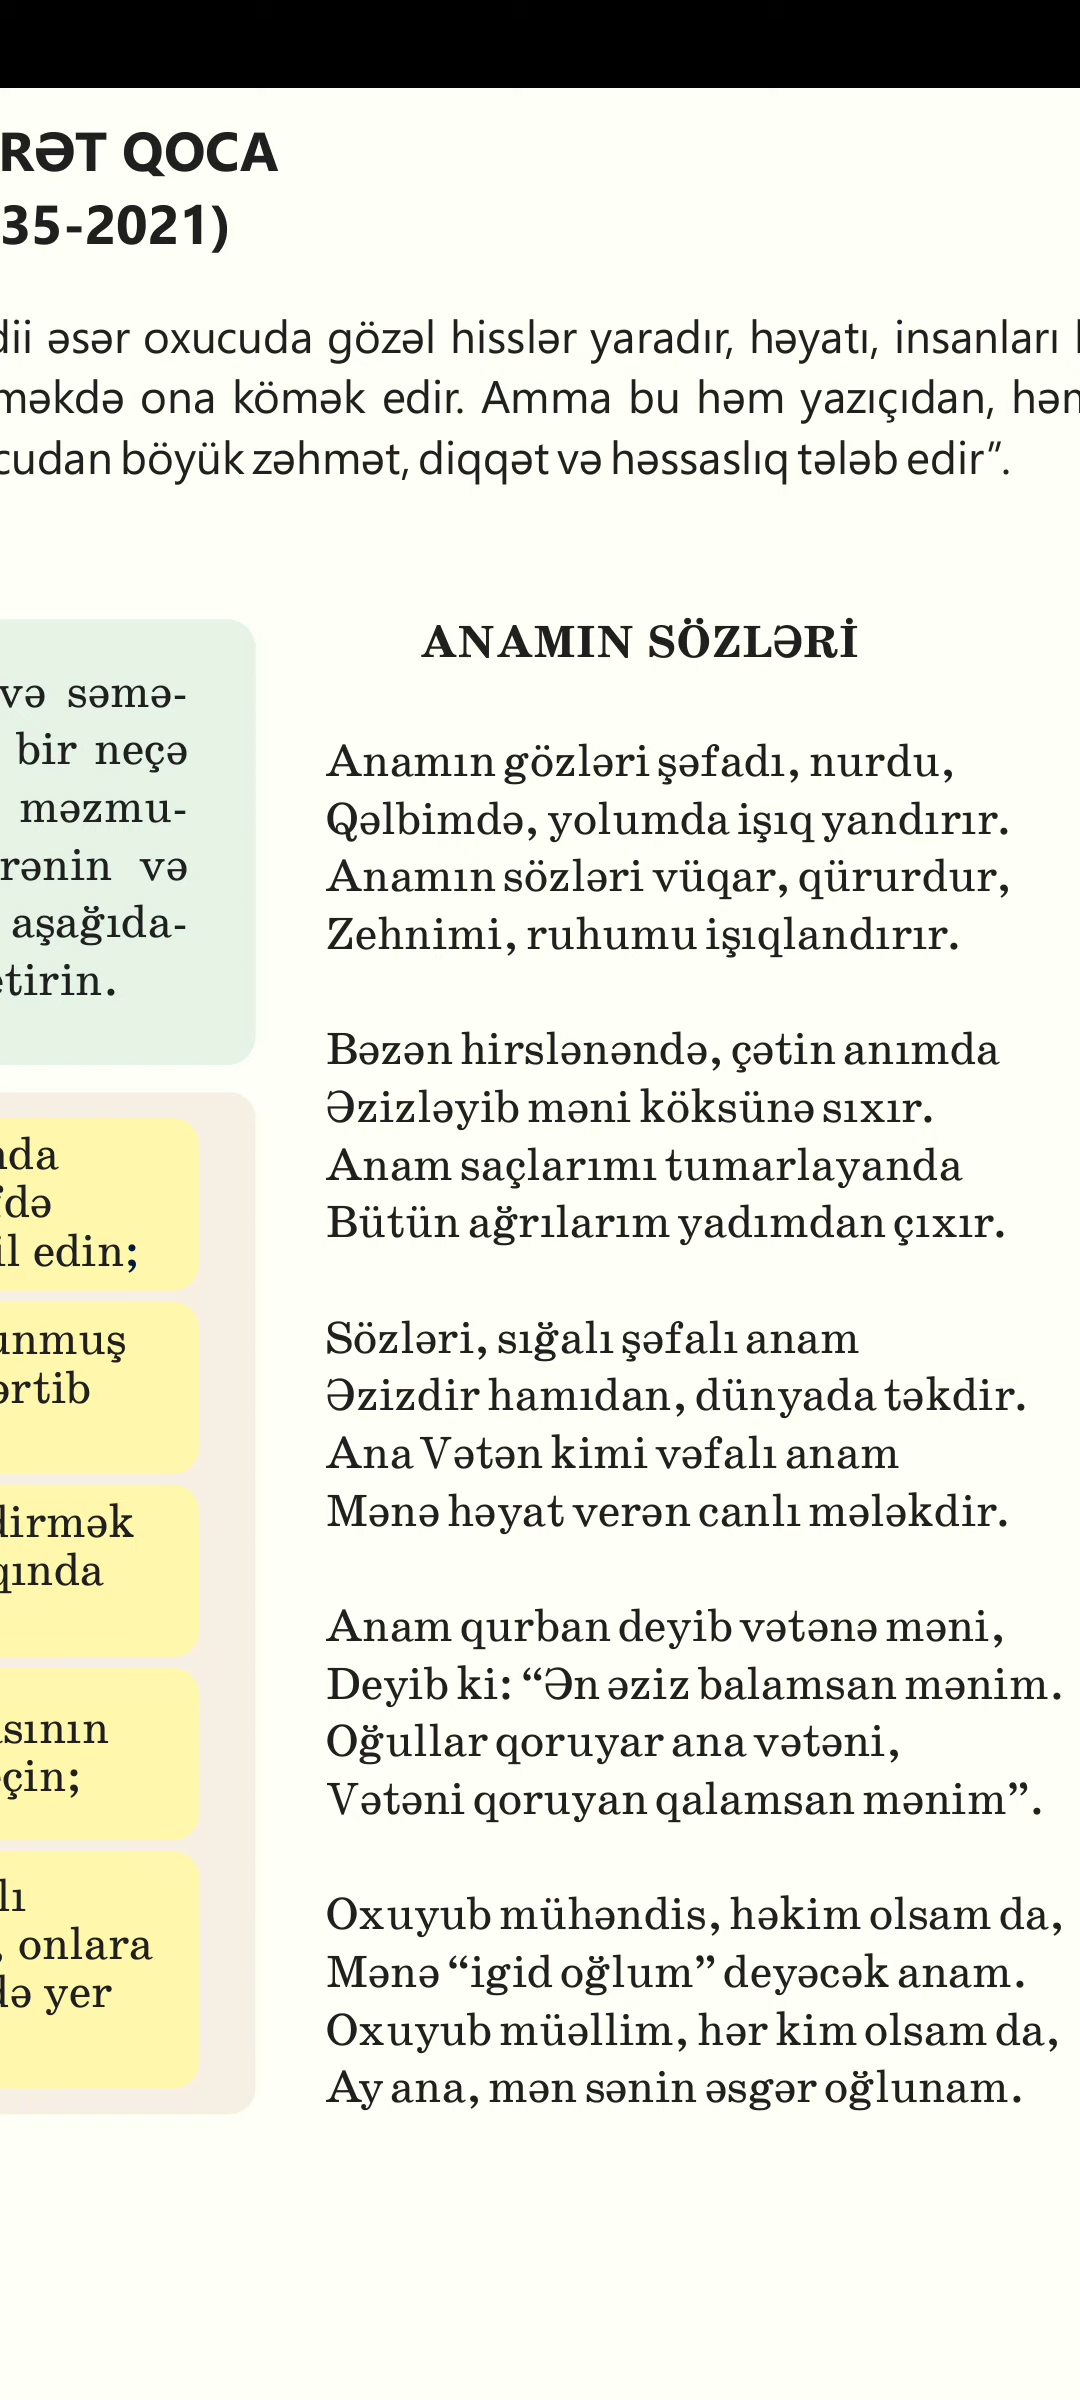 RƏT QOCA
35-2021)
dii əsər oxucuda gözəl hisslər yaradır, həyatı, insanları
məkdə ona kömək edir. Amma bu həm yazıçıdan, həm
cudan böyük zəhmət, diqqət və həssaslıq tələb edir”.
və səmə-
bir neçə
məzmu-
rənin və
aşağıda-
etirin.
nda
fdə
il edin;
unmuş
ərtib
dirmək
qında
sının
çin;
lı
, onlara
də yer
ANAMIN SÖZLƏRİ
Anamın gözləri şəfadı, nurdu,
Qəlbimdə, yolumda işıq yandırır.
Anamın sözləri vüqar, qürurdur,
Zehnimi, ruhumu işıqlandırır.
Bəzən hirslənəndə, çətin anımda
Əzizləyib məni köksünə sıxır.
Anam saçlarımı tumarlayanda
Bütün ağrılarım yadımdan çıxır.
Sözləri, sığalı şəfalı anam
Əzizdir hamıdan, dünyada təkdir.
Ana Vətən kimi vəfalı anam
Mənə həyat verən canlı mələkdir.
Anam qurban deyib vətənə məni,
Deyib ki: “Ən əziz balamsan mənim.
Oğullar qoruyar ana vətəni,
Vətəni qoruyan qalamsan mənim”.
Oxuyub mühəndis, həkim olsam da,
Mənə “igid oğlum” deyəcək anam.
Oxuyub müəllim, hər kim olsam da,
Ay ana, mən sənin əsgər oğlunam.